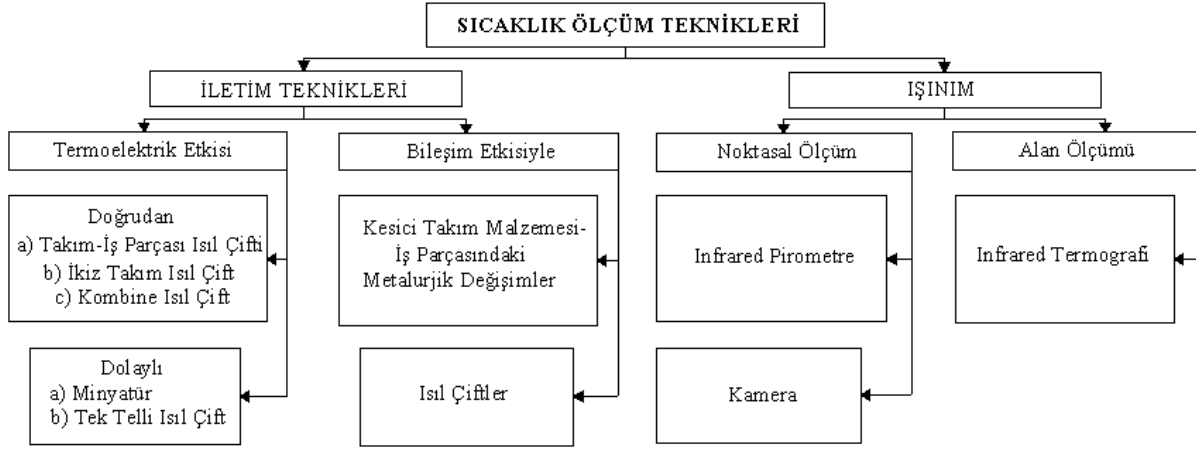 SICAKLIK ÖLÇÜM TEKNİKLERİ
İLETİM TEKNİKLERİ
IŞINIM
Termoelektrik Etkisi
Bileşim Etkisiyle
Noktasal Ölçüm
Alan Ölçümü
Doğrudan
a) Takım-İş Parçası Isıl Çifti
b) İkiz Takım Isıl Çift
c) Kombine Isıl Çift
Kesici Takım Malzemesi-
İş Parçasındaki
Metalurjik Değişimler
Infrared Pirometre
Infrared Termografi
Dolaylı
a) Minyatür
b) Tek Telli Isıl Çift
Isıl Çiftler
Kamera